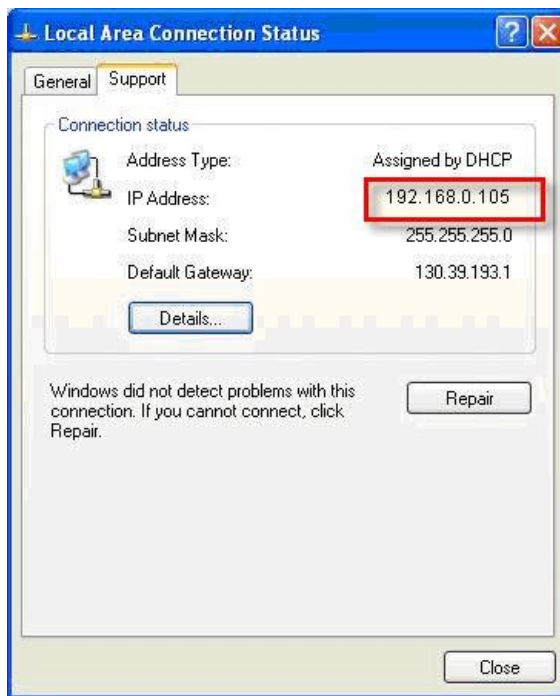 Local Area Connection Status
General
Support
Connection status
Address Type: Assigned by DHCP
IP Address: 192.168.0.105
Subnet Mask: 255.255.255.0
Default Gateway: 130.39.193.1
Details...
Windows did not detect problems with this
connection. If you cannot connect, click
Repair.
Repair
Close